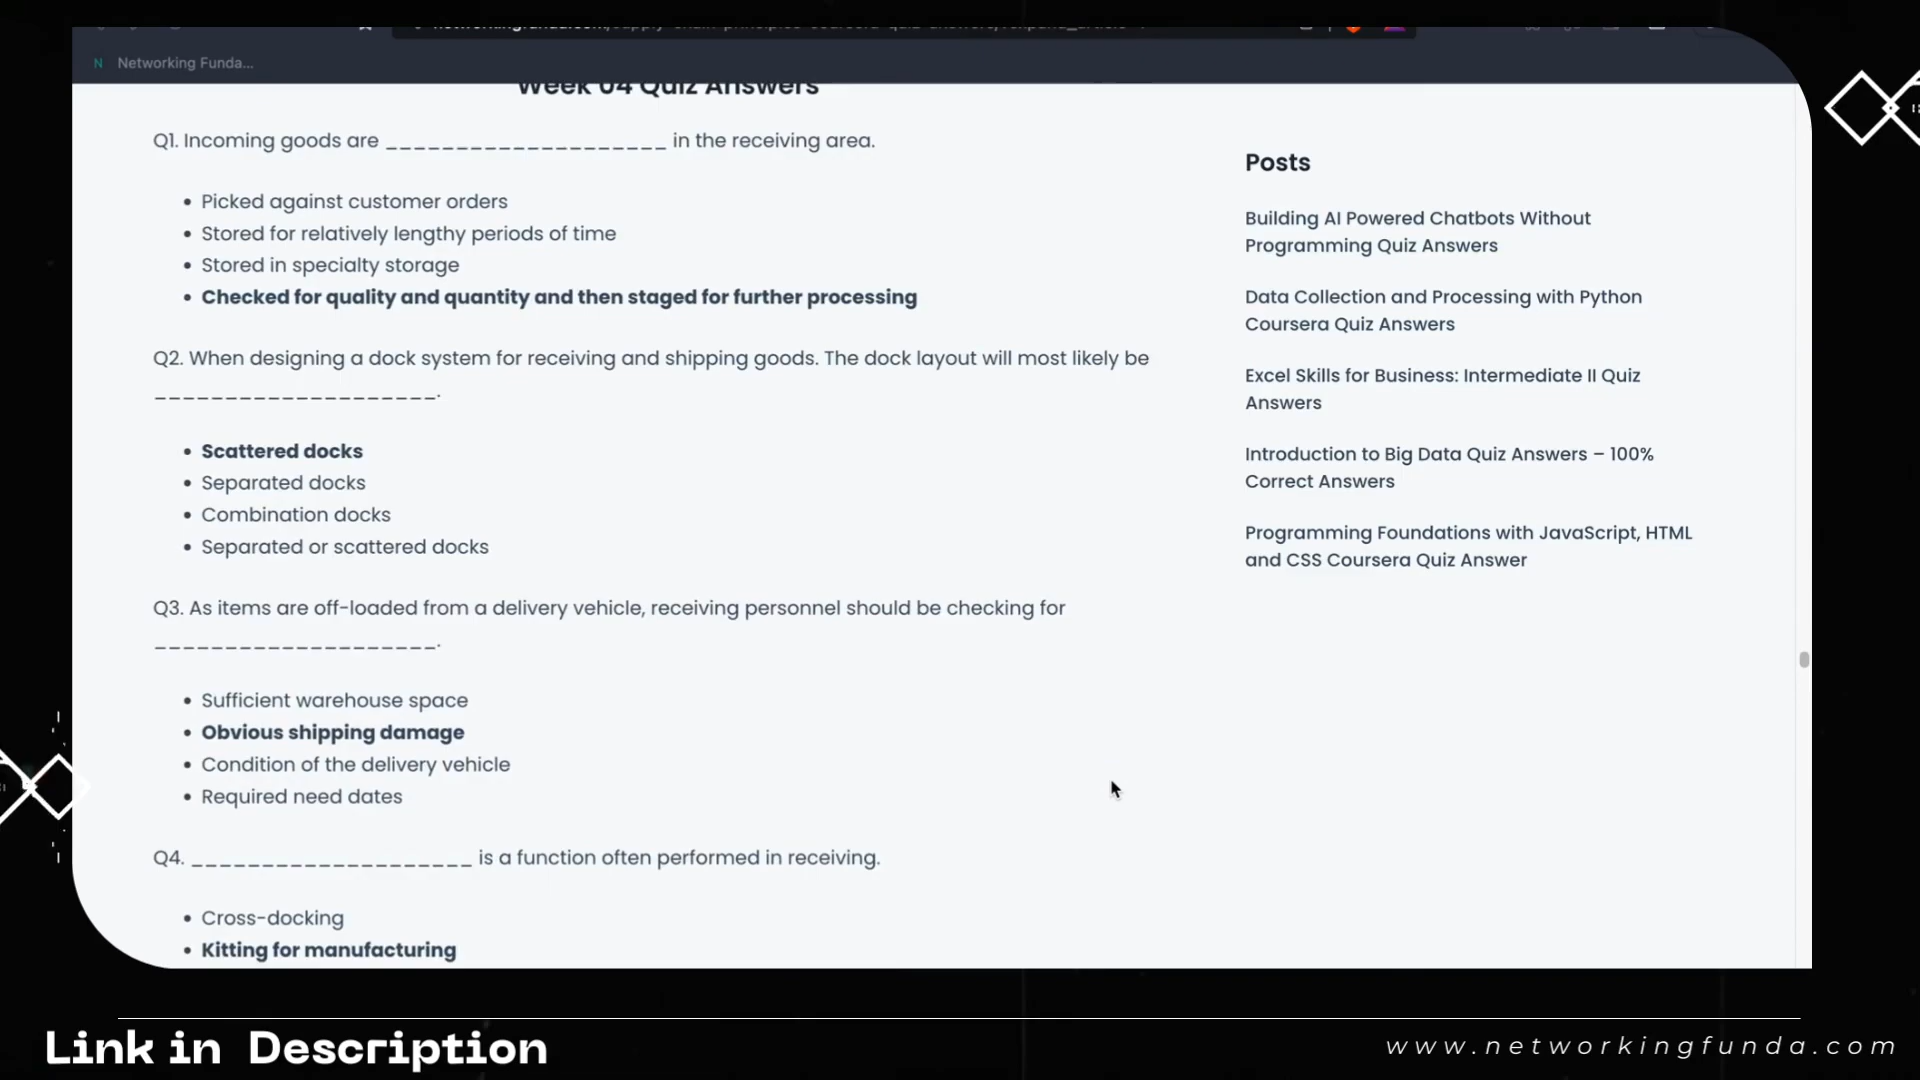 Networking Funda...
Week 04 Quiz Answers
Q1. Incoming goods are ____________________ in the receiving area.
Picked against customer orders
Stored for relatively lengthy periods of time
Stored in specialty storage
Checked for quality and quantity and then staged for further processing
Q2. When designing a dock system for receiving and shipping goods. The dock layout will most likely be
____________________.
Scattered docks
Separated docks
Combination docks
Separated or scattered docks
Q3. As items are off-loaded from a delivery vehicle, receiving personnel should be checking for
____________________.
Sufficient warehouse space
Obvious shipping damage
Condition of the delivery vehicle
Required need dates
Q4. ____________________ is a function often performed in receiving.
Cross-docking
Kitting for manufacturing
Posts
Building AI Powered Chatbots Without
Programming Quiz Answers
Data Collection and Processing with Python
Coursera Quiz Answers
Excel Skills for Business: Intermediate II Quiz
Answers
Introduction to Big Data Quiz Answers – 100%
Correct Answers
Programming Foundations with JavaScript, HTML
and CSS Coursera Quiz Answer
Link in Description
www.networkingfunda.com